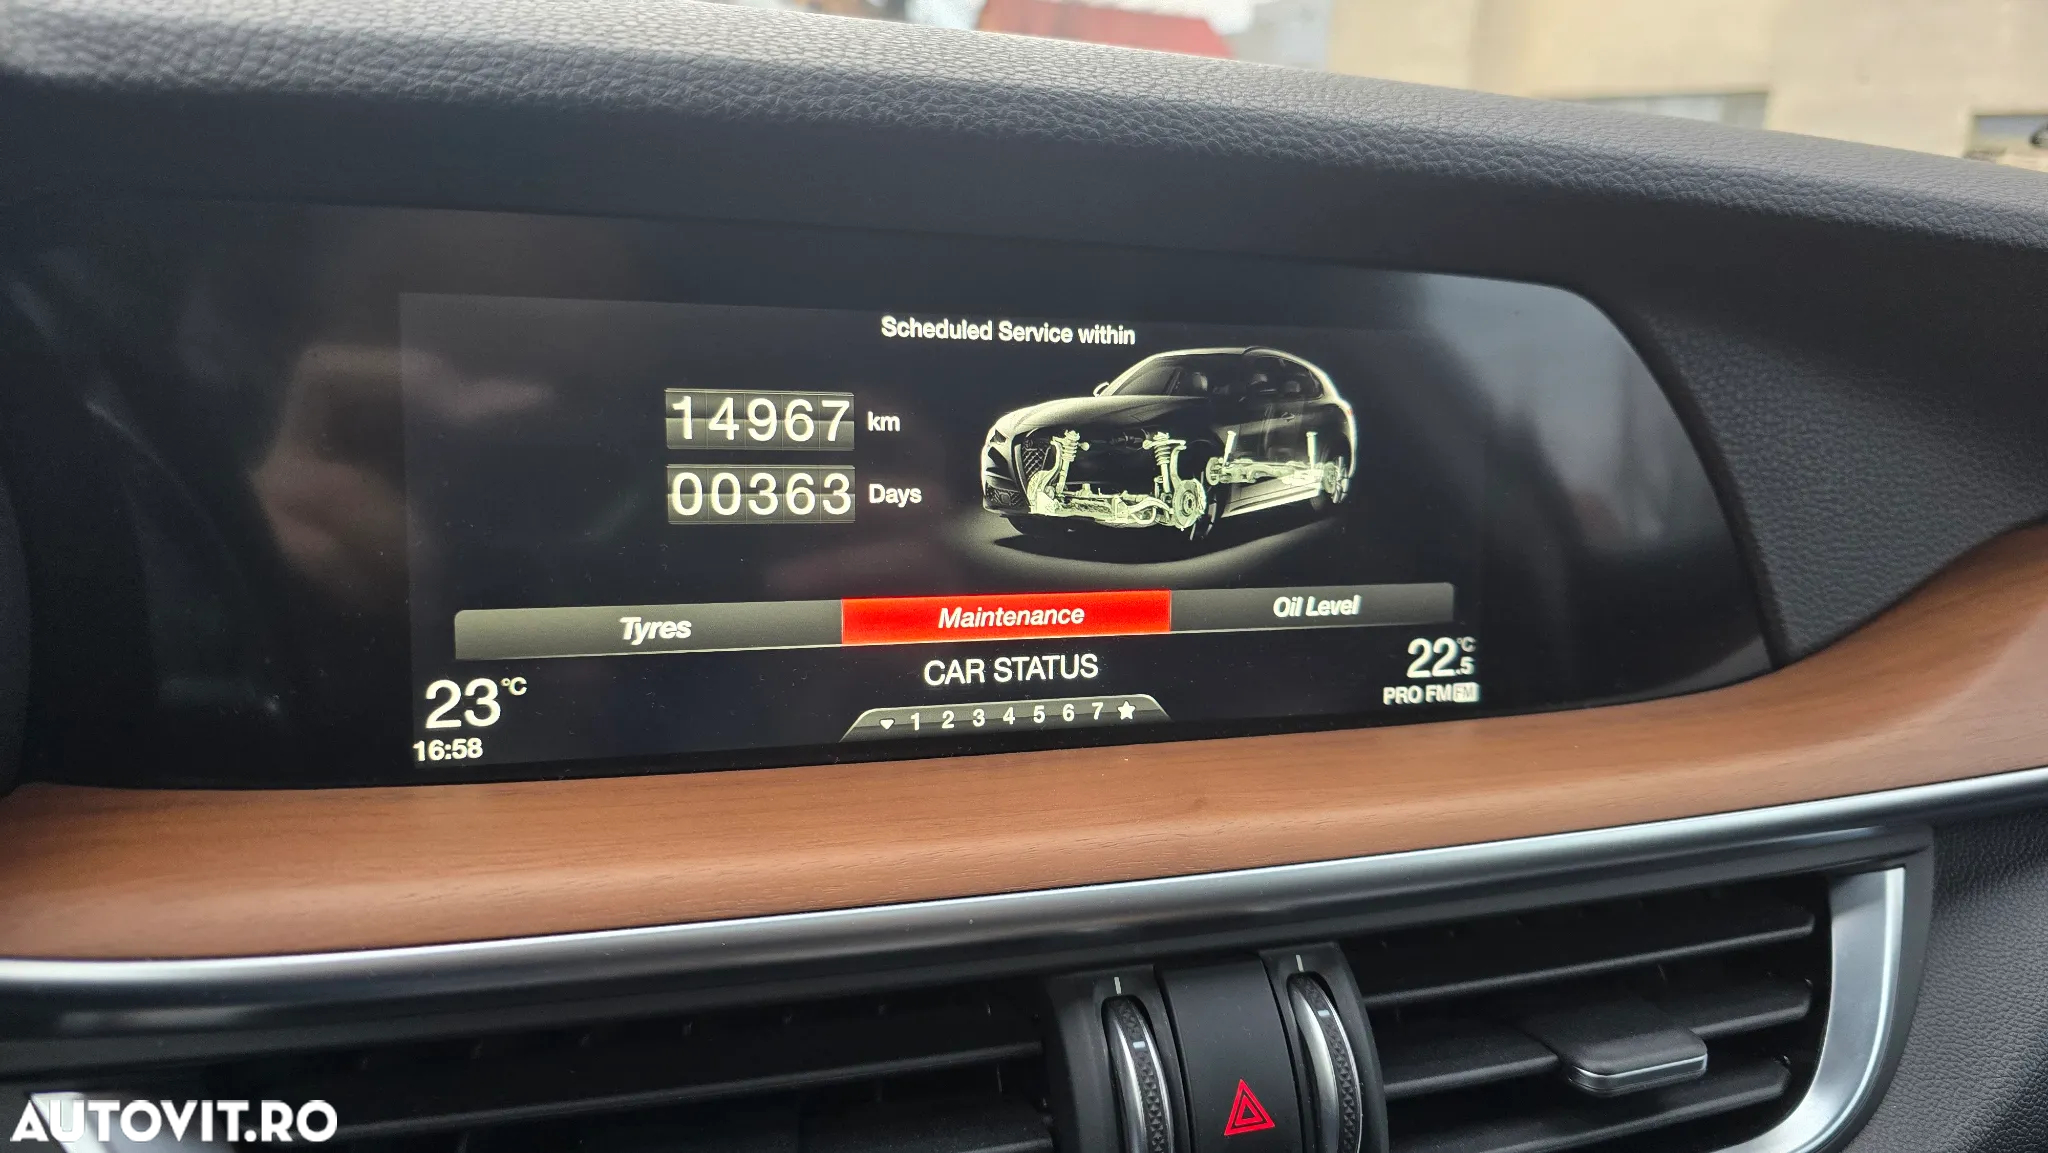 Scheduled Service within
14967 km
00363 Days
Tyres Maintenance Oil Level
CAR STATUS
23°C
22.5°C
PRO FM FM
16:58
1 2 3 4 5 6 7
AUTOVIT.RO